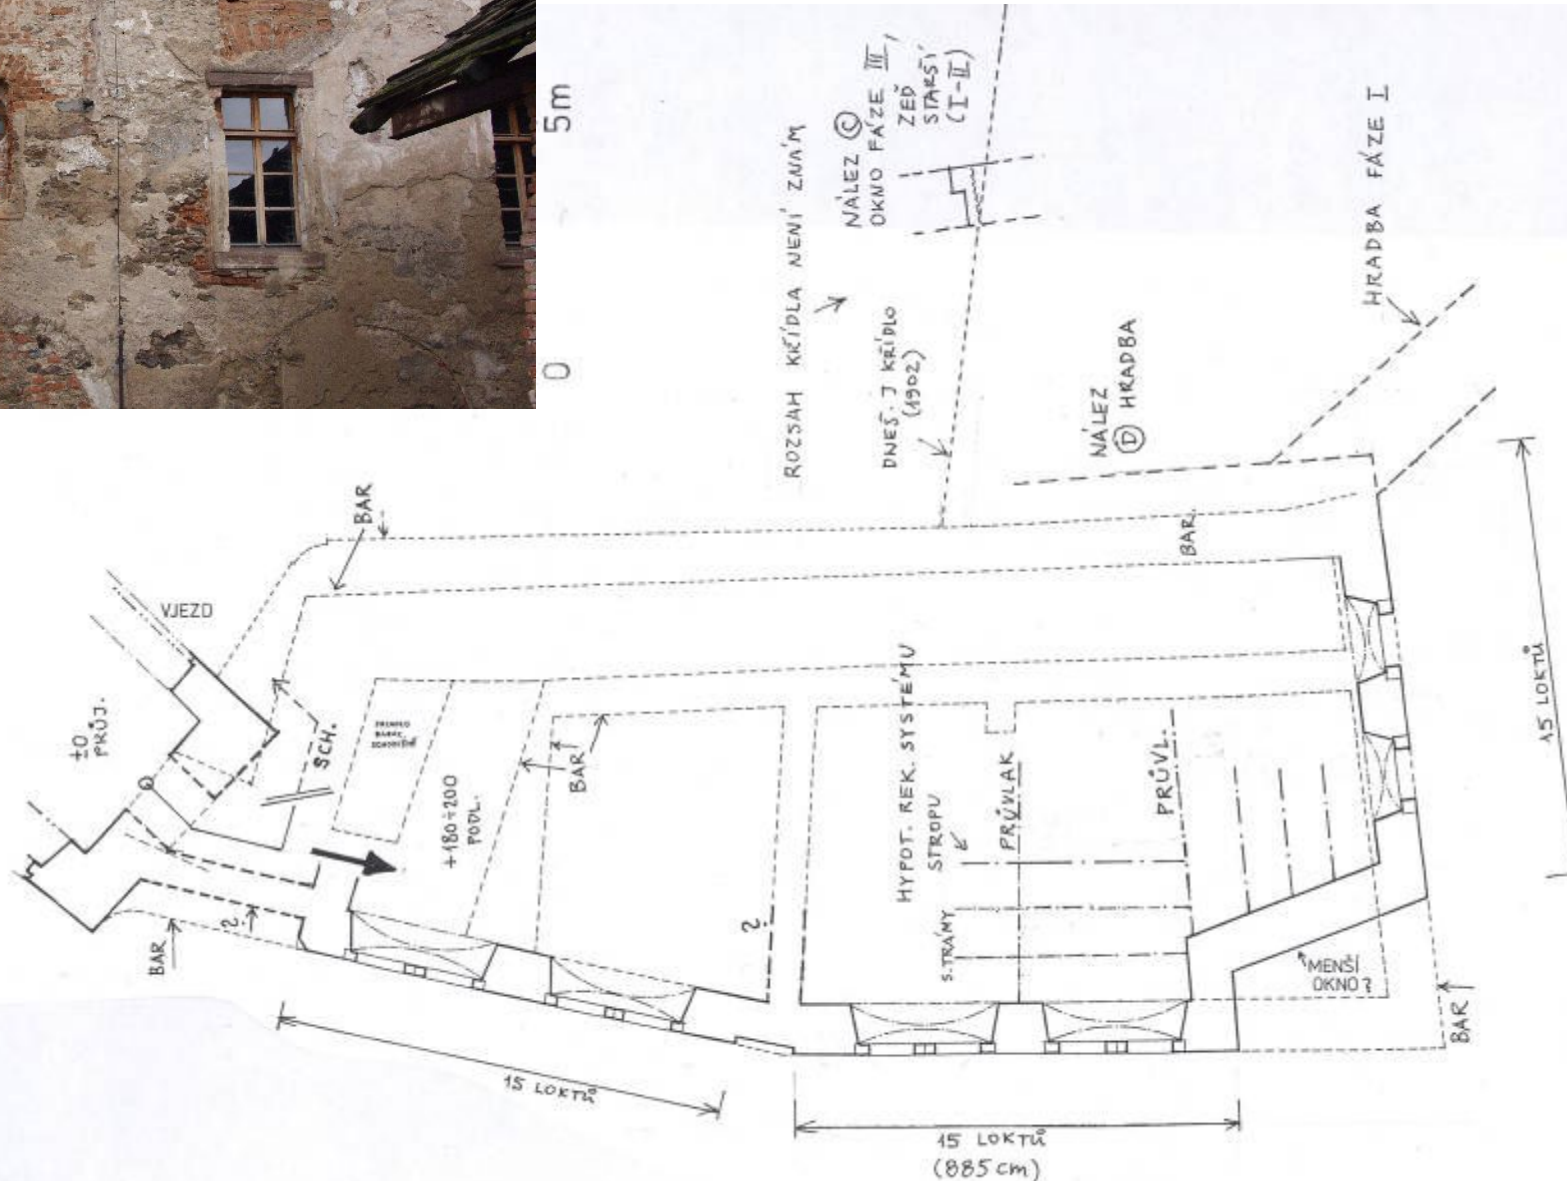 5m
0
ROZSAH KŘÍDLA NENÍ ZNÁM
NÁLEZ Ⓒ
OKNO FÁZE III,
ZEĎ
STARŠÍ
(I-II)
HRADBA FÁZE I
DNEŠ. J KŘÍDLO
(1902)
NÁLEZ
Ⓓ HRADBA
BAR
BAR.
VJEZD
±0
PRŮJ.
SCH.
+180÷200
PODL.
BAR
HYPOT. REK. SYSTÉMU
STROPU
PRŮVLAK
PRŮVL.
S.TRÁMY
15 LOKTŮ
?
?
BAR
MENŠÍ
OKNO?
BAR
15 LOKTŮ
15 LOKTŮ
(885 cm)